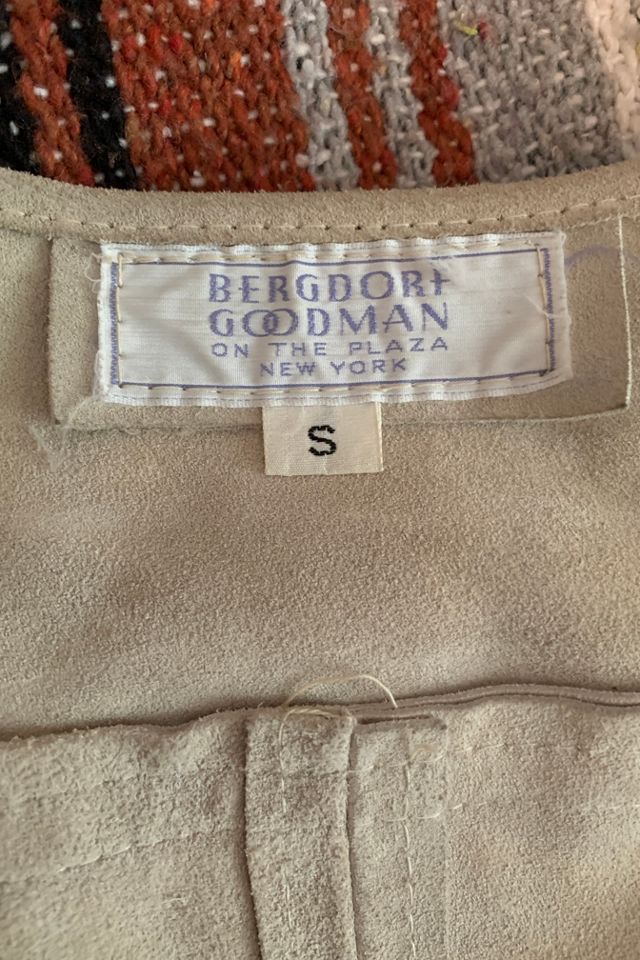 BERGDORF
GOODMAN
ON THE PLAZA
NEW YORK
S